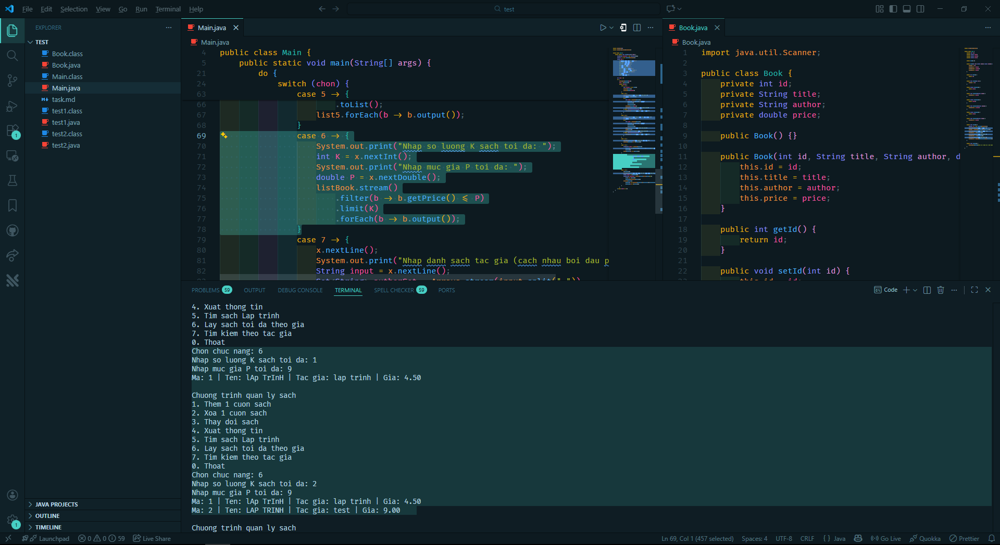 File Edit Selection View Go Run Terminal Help
test
EXPLORER
TEST
Book.class
Book.java
Main.class
Main.java
task.md
test1.class
test1.java
test2.class
test2.java
JAVA PROJECTS
OUTLINE
TIMELINE
1
1
Main.java
Main.java
4 public class Main {
5 public static void main(String[] args) {
21 do {
24 switch (chon) {
63 case 5 -> {
66 .toList();
67 list5.forEach(b -> b.output());
68 }
69 case 6 -> {
70 System.out.print("Nhap so luong K sach toi da: ");
71 int K = x.nextInt();
72 System.out.print("Nhap muc gia P toi da: ");
73 double P = x.nextDouble();
74 listBook.stream()
75 .filter(b -> b.getPrice() <= P)
76 .limit(K)
77 .forEach(b -> b.output());
78 }
79 case 7 -> {
80 x.nextLine();
81 System.out.print("Nhap danh sach tac gia (cach nhau boi dau p
82 String input = x.nextLine();
Book.java
Book.java
1 import java.util.Scanner;
2
3 public class Book {
4 private int id;
5 private String title;
6 private String author;
7 private double price;
8
9 public Book() {}
10
11 public Book(int id, String title, String author, d
12 this.id = id;
13 this.title = title;
14 this.author = author;
15 this.price = price;
16 }
17
18 public int getId() {
19 return id;
20 }
21
22 public void setId(int id) {
PROBLEMS 59 OUTPUT DEBUG CONSOLE TERMINAL SPELL CHECKER 59 PORTS
Code
4. Xuat thong tin
5. Tim sach Lap trinh
6. Lay sach toi da theo gia
7. Tim kiem theo tac gia
0. Thoat
Chon chuc nang: 6
Nhap so luong K sach toi da: 1
Nhap muc gia P toi da: 9
Ma: 1 | Ten: lAp TrInH | Tac gia: lap trinh | Gia: 4.50
Chuong trinh quan ly sach
1. Them 1 cuon sach
2. Xoa 1 cuon sach
3. Thay doi sach
4. Xuat thong tin
5. Tim sach Lap trinh
6. Lay sach toi da theo gia
7. Tim kiem theo tac gia
0. Thoat
Chon chuc nang: 6
Nhap so luong K sach toi da: 2
Nhap muc gia P toi da: 9
Ma: 1 | Ten: lAp TrInH | Tac gia: lap trinh | Gia: 4.50
Ma: 2 | Ten: LAP TRINH | Tac gia: test | Gia: 9.00
Chuong trinh quan ly sach
Launchpad 0 0 59 Live Share
Ln 69, Col 1 (457 selected) Spaces: 4 UTF-8 CRLF { } Java Go Live Quokka Prettier